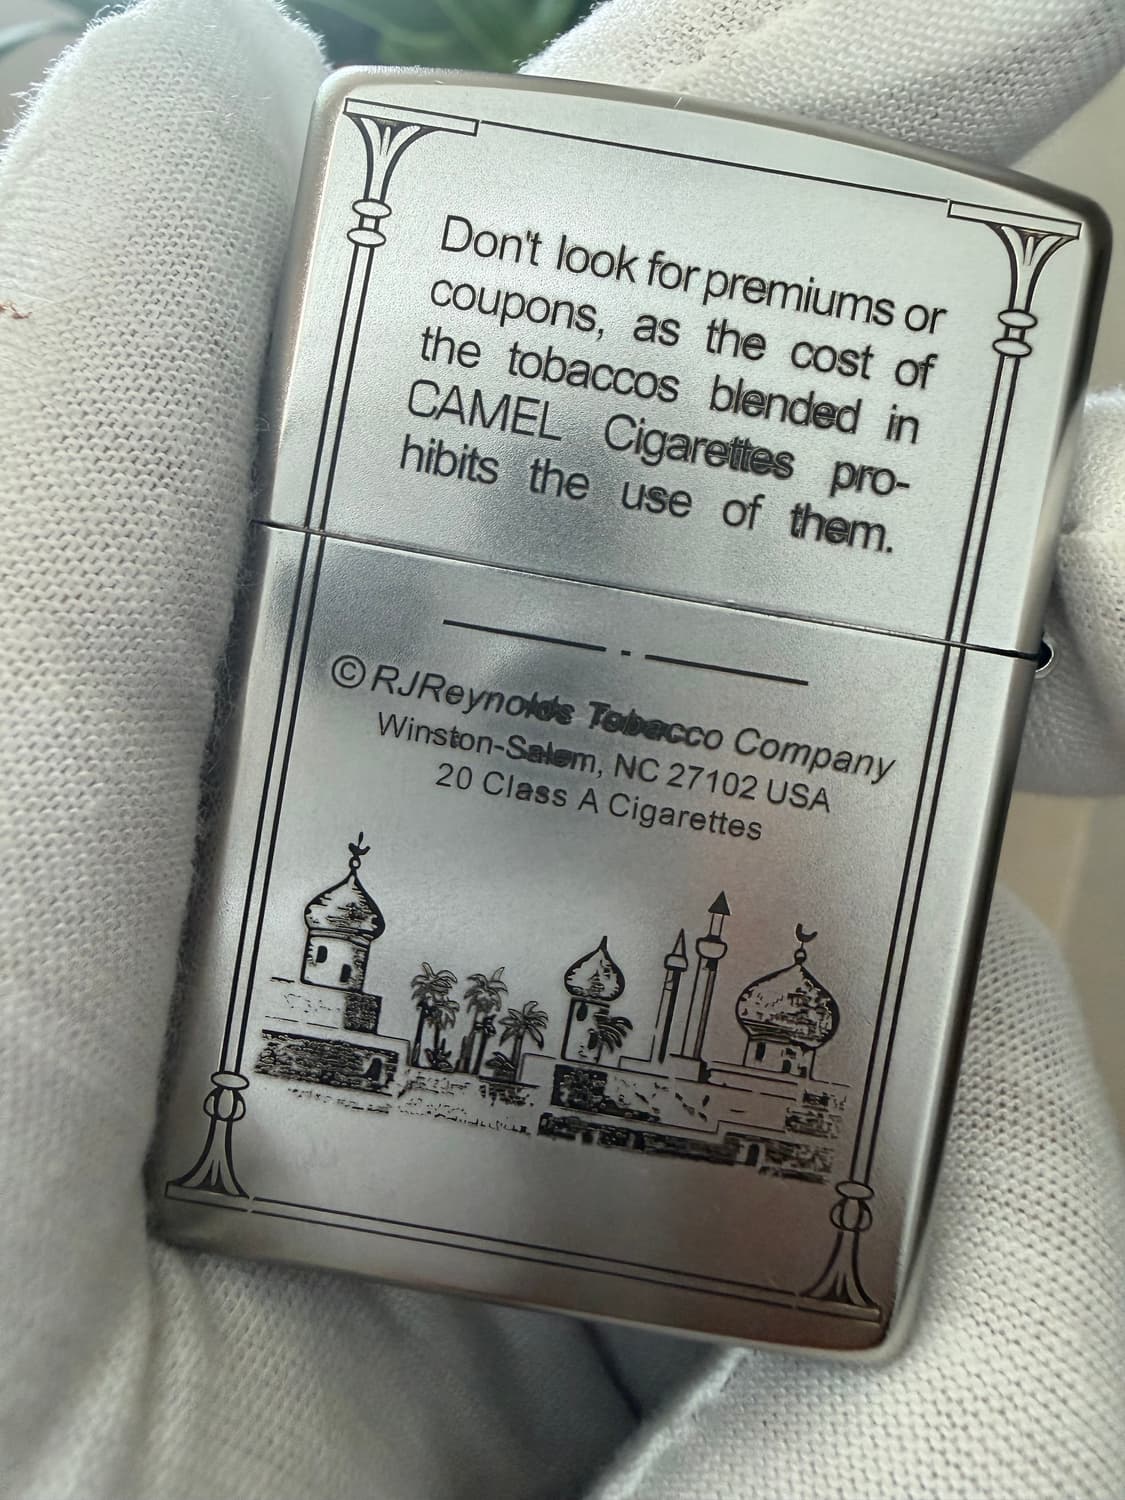 Don't look for premiums or
coupons, as the cost of
the tobaccos blended in
CAMEL Cigarettes pro-
hibits the use of them.
© RJReynolds Tobacco Company
Winston-Salem, NC 27102 USA
20 Class A Cigarettes